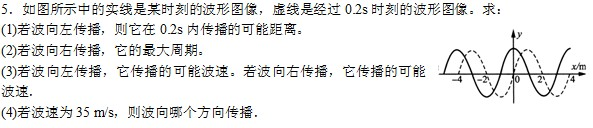 5．如图所示中的实线是某时刻的波形图像，虚线是经过 0.2s 时刻的波形图像。求：
(1)若波向左传播，则它在 0.2s 内传播的可能距离。
(2)若波向右传播，它的最大周期。
(3)若波向左传播，它传播的可能波速。若波向右传播，它传播的可能
波速.
(4)若波速为 35 m/s，则波向哪个方向传播.
y
x/m
-4 -2 0 2 4